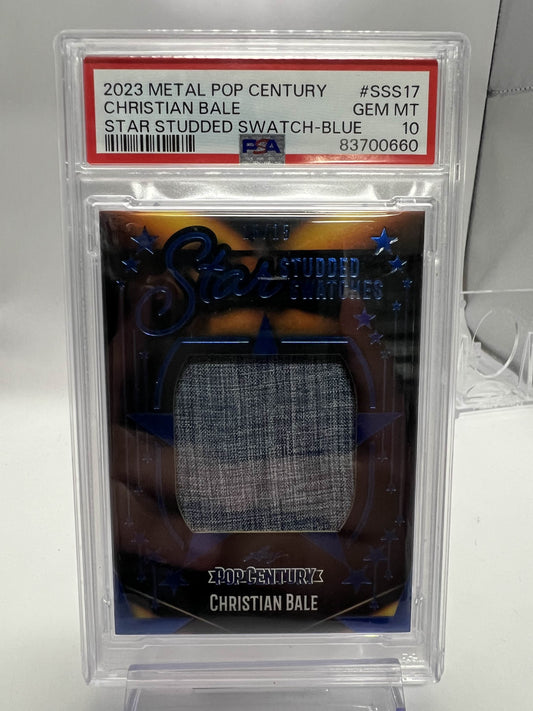 2023 METAL POP CENTURY #SSS17
CHRISTIAN BALE GEM MT
STAR STUDDED SWATCH-BLUE 10
PSA 83700660
Star STUDDED
SWATCHES
POP CENTURY
CHRISTIAN BALE